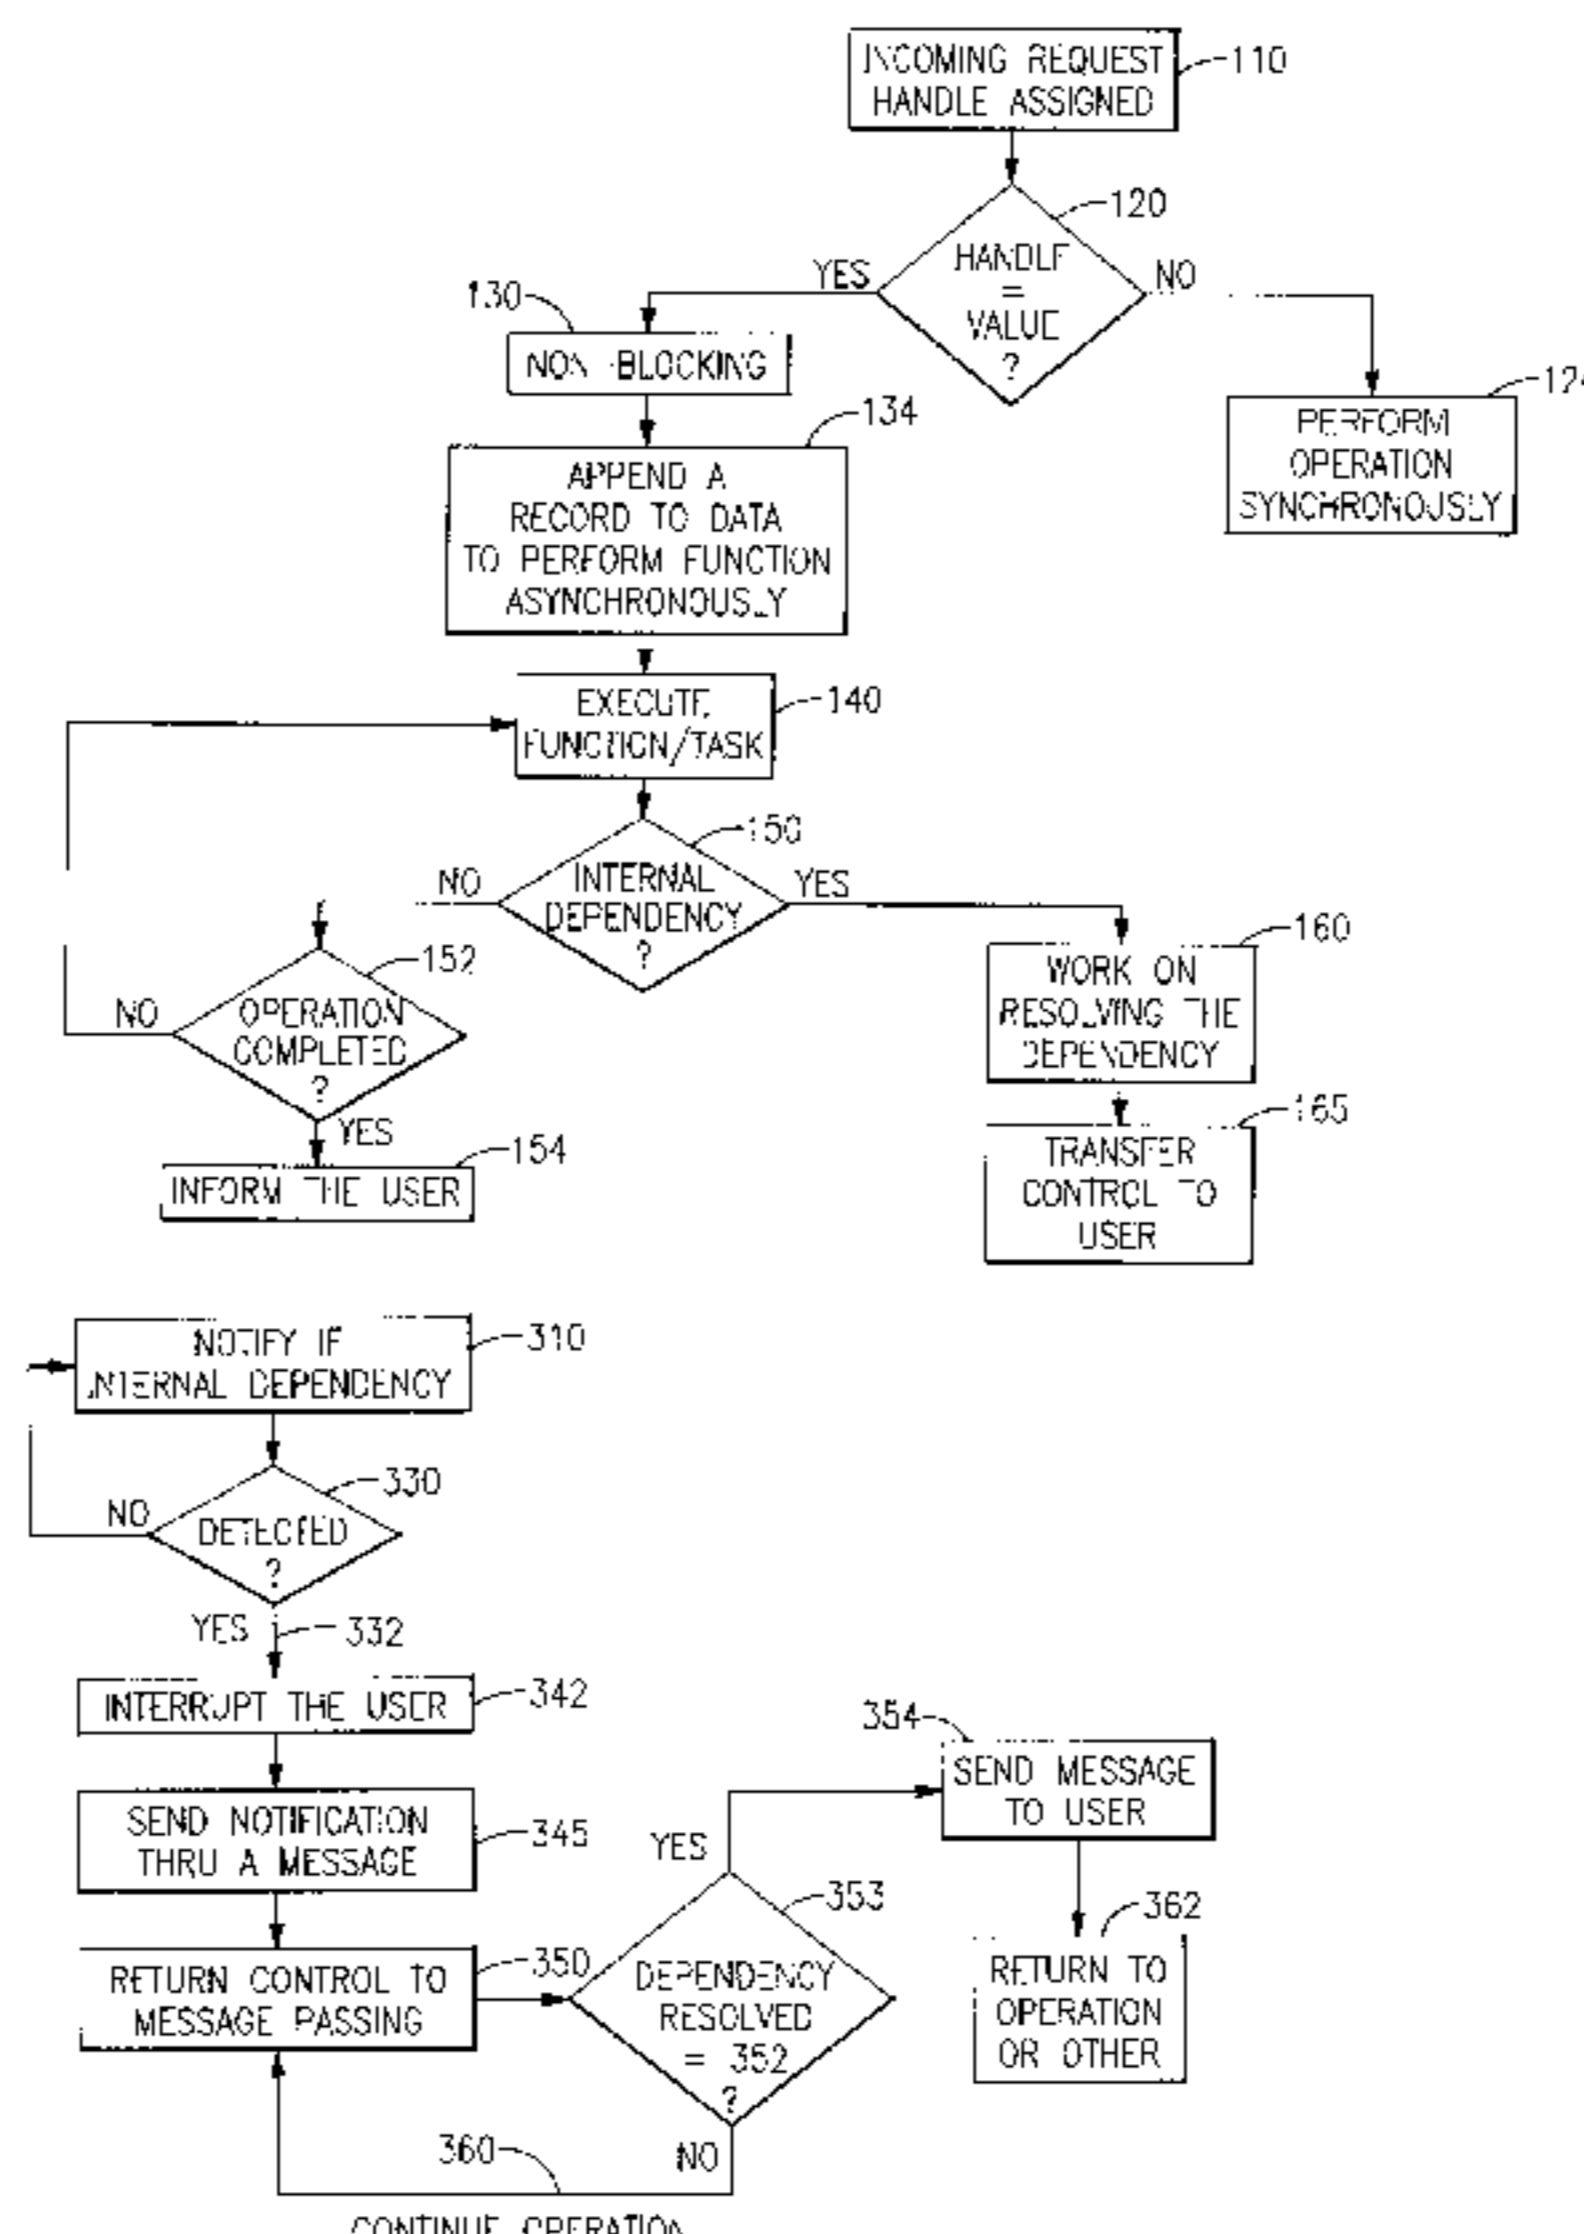 INCOMING REQUEST
HANDLE ASSIGNED
110
120
HANDLE
=
VALUE
?
YES
NO
130
NON-BLOCKING
PERFORM
OPERATION
SYNCHRONOUSLY
134
APPEND A
RECORD TO DATA
TO PERFORM FUNCTION
ASYNCHRONOUSLY
EXECUTE
FUNCTION/TASK
140
150
INTERNAL
DEPENDENCY
?
NO
YES
152
OPERATION
COMPLETED
?
NO
YES
160
WORK ON
RESOLVING THE
DEPENDENCY
154
INFORM THE USER
165
TRANSFER
CONTROL TO
USER
NOTIFY IF
INTERNAL DEPENDENCY
310
330
DETECTED
?
NO
YES
332
INTERRUPT THE USER
342
SEND NOTIFICATION
THRU A MESSAGE
345
RETURN CONTROL TO
MESSAGE PASSING
350
353
DEPENDENCY
RESOLVED
= 352
?
YES
354
SEND MESSAGE
TO USER
362
RETURN TO
OPERATION
OR OTHER
NO
360
CONTINUE OPERATION